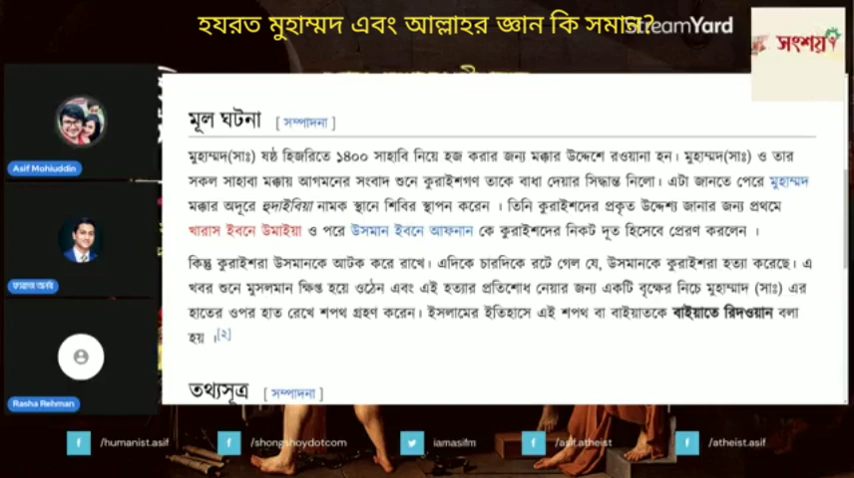 হযরত মুহাম্মদ এবং আল্লাহর জ্ঞান কি সমান?
StreamYard
সংশয়
মূল ঘটনা [ সম্পাদনা ]
মুহাম্মদ(সাঃ) ষষ্ঠ হিজরিতে ১৪০০ সাহাবি নিয়ে হজ করার জন্য মক্কার উদ্দেশে রওয়ানা হন। মুহাম্মদ(সাঃ) ও তার
সকল সাহাবা মক্কায় আগমনের সংবাদ শুনে কুরাইশগণ তাকে বাধা দেয়ার সিদ্ধান্ত নিলো। এটা জানতে পেরে মুহাম্মদ
মক্কার অদূরে হুদাইবিয়া নামক স্থানে শিবির স্থাপন করেন । তিনি কুরাইশদের প্রকৃত উদ্দেশ্য জানার জন্য প্রথমে
খারাস ইবনে উমাইয়া ও পরে উসমান ইবনে আফনান কে কুরাইশদের নিকট দূত হিসেবে প্রেরণ করলেন ।
কিন্তু কুরাইশরা উসমানকে আটক করে রাখে। এদিকে চারদিকে রটে গেল যে, উসমানকে কুরাইশরা হত্যা করেছে। এ
খবর শুনে মুসলমান ক্ষিপ্ত হয়ে ওঠেন এবং এই হত্যার প্রতিশোধ নেয়ার জন্য একটি বৃক্ষের নিচে মুহাম্মাদ (সাঃ) এর
হাতের ওপর হাত রেখে শপথ গ্রহণ করেন। ইসলামের ইতিহাসে এই শপথ বা বাইয়াতকে বাইয়াতে রিদওয়ান বলা
হয় ।[২]
তথ্যসূত্র [ সম্পাদনা ]
Asif Mohiuddin
Rasha Rehman
/humanist.asif
/shongshoydotcom
iamasifm
/asif.atheist
/atheist.asif